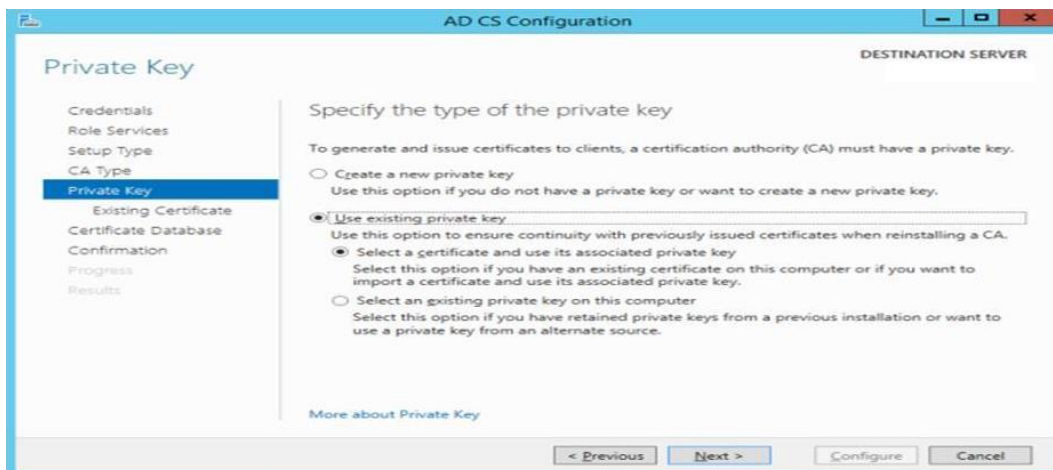 AD CS Configuration
DESTINATION SERVER
Private Key
Credentials
Role Services
Setup Type
CA Type
Private Key
Existing Certificate
Certificate Database
Confirmation
Progress
Results
Specify the type of the private key
To generate and issue certificates to clients, a certification authority (CA) must have a private key.
Create a new private key
Use this option if you do not have a private key or want to create a new private key.
Use existing private key
Use this option to ensure continuity with previously issued certificates when reinstalling a CA.
Select a certificate and use its associated private key
Select this option if you have an existing certificate on this computer or if you want to
import a certificate and use its associated private key.
Select an existing private key on this computer
Select this option if you have retained private keys from a previous installation or want to
use a private key from an alternate source.
More about Private Key
< Previous
Next >
Configure
Cancel